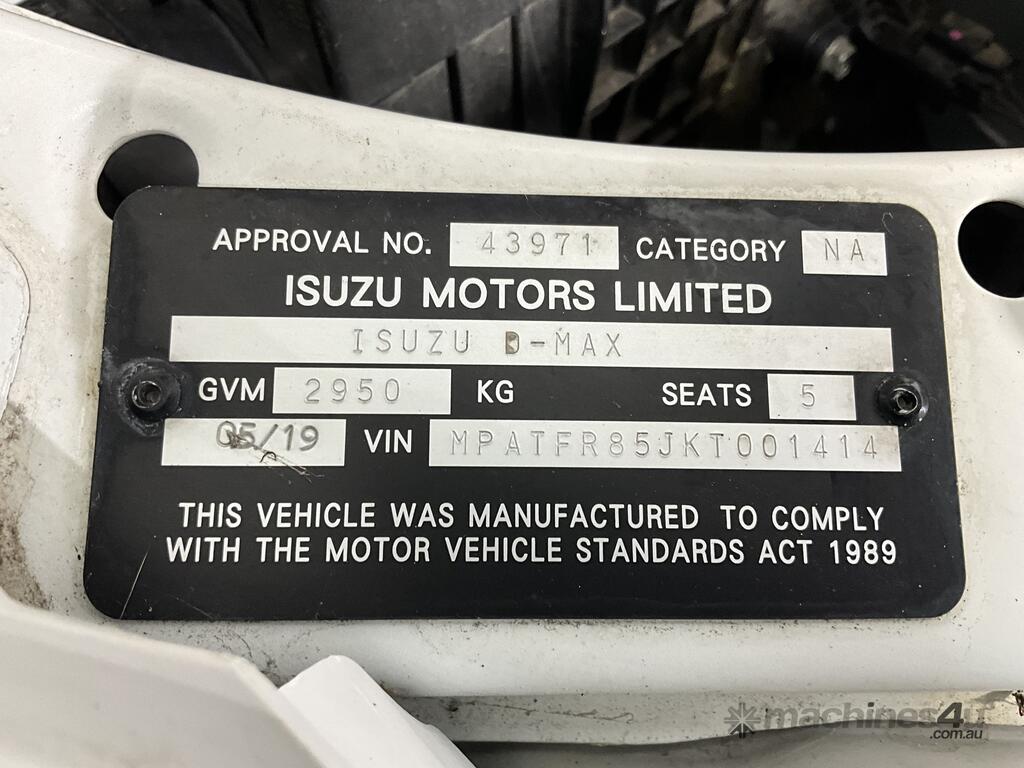 APPROVAL NO. 43971 CATEGORY NA
ISUZU MOTORS LIMITED
ISUZU D-MAX
GVM 2950 KG SEATS 5
05/19 VIN MPATFR85JKT001414
THIS VEHICLE WAS MANUFACTURED TO COMPLY
WITH THE MOTOR VEHICLE STANDARDS ACT 1989
machines4u
.com.au